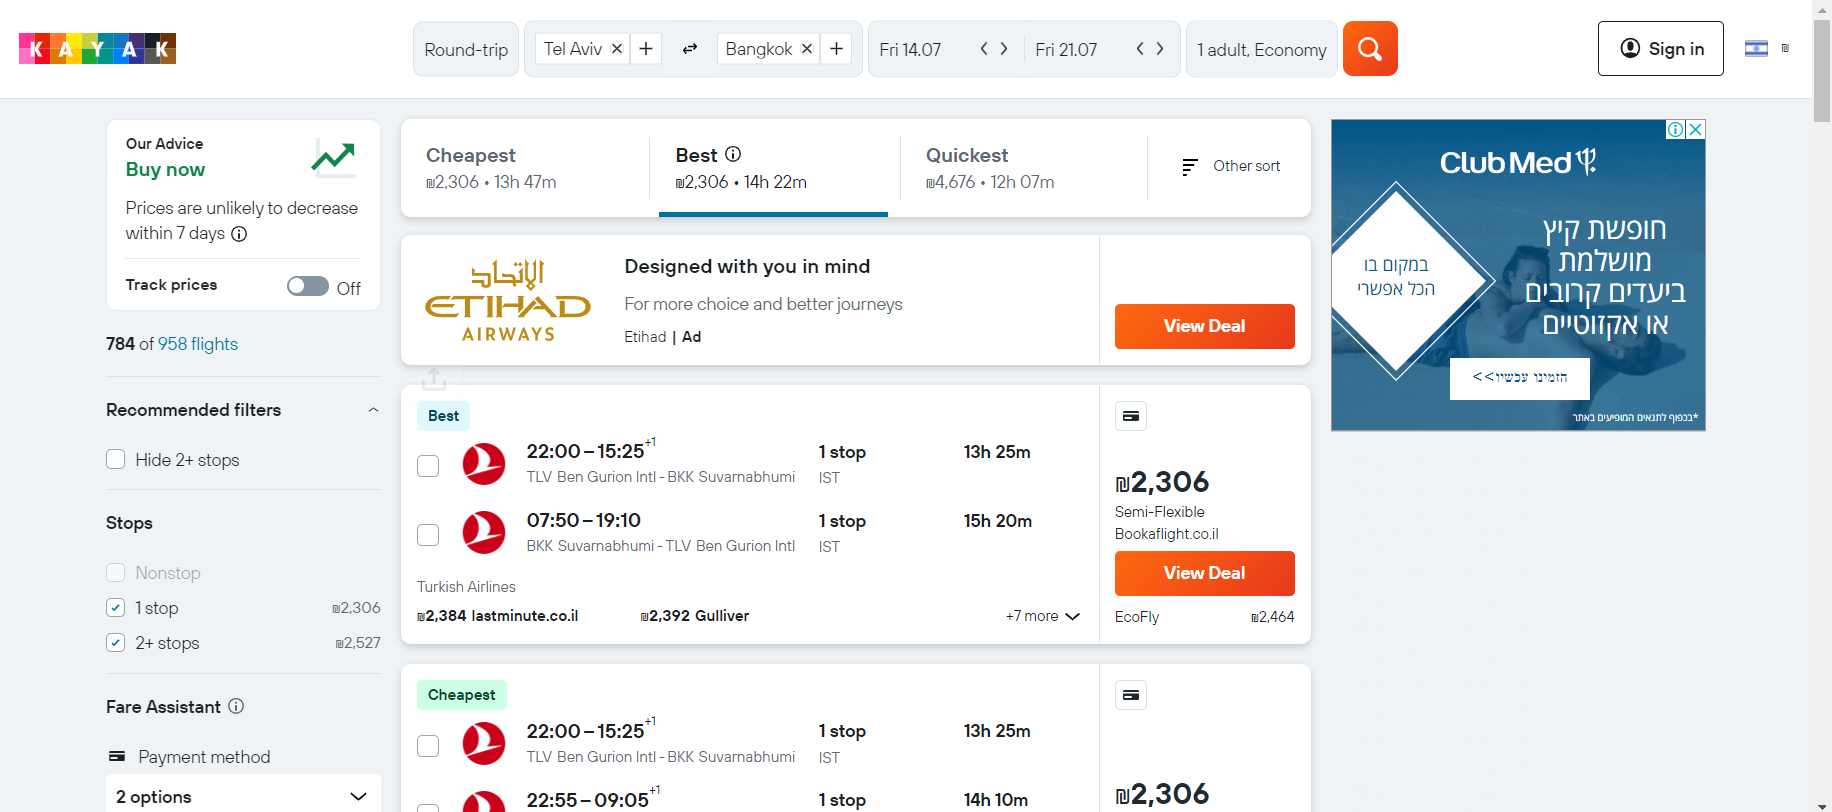 KAYAK
Round-trip
Tel Aviv
Bangkok
Fri 14.07
Fri 21.07
1 adult, Economy
Sign in
₪
Our Advice
Buy now
Prices are unlikely to decrease
within 7 days
Track prices
Off
784 of 958 flights
Recommended filters
Hide 2+ stops
Stops
Nonstop
1 stop ₪2,306
2+ stops ₪2,527
Fare Assistant
Payment method
2 options
Cheapest
₪2,306 • 13h 47m
Best
₪2,306 • 14h 22m
Quickest
₪4,676 • 12h 07m
Other sort
الإتحاد
ETIHAD
AIRWAYS
Designed with you in mind
For more choice and better journeys
Etihad | Ad
View Deal
Best
22:00 – 15:25+1 1 stop 13h 25m
TLV Ben Gurion Intl - BKK Suvarnabhumi IST
07:50 – 19:10 1 stop 15h 20m
BKK Suvarnabhumi - TLV Ben Gurion Intl IST
Turkish Airlines
₪2,384 lastminute.co.il ₪2,392 Gulliver +7 more
₪2,306
Semi-Flexible
Bookaflight.co.il
View Deal
EcoFly ₪2,464
Cheapest
22:00 – 15:25+1 1 stop 13h 25m
TLV Ben Gurion Intl - BKK Suvarnabhumi IST
22:55 – 09:05+1 1 stop 14h 10m
₪2,306
Club Med
חופשת קיץ
מושלמת
ביעדים קרובים
או אקזוטיים
במקום בו
הכל אפשרי
הזמינו עכשיו>>
*בכפוף לתנאים המופיעים באתר